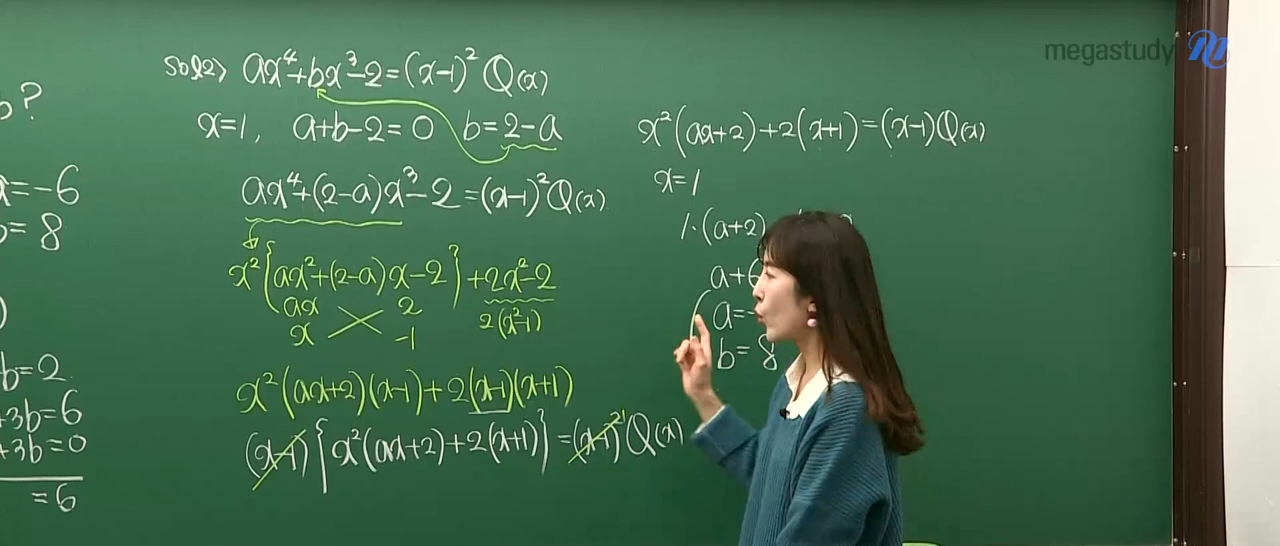 b?
a=-6
b=8
b=2
+3b=6
+3b=0
=6
sol2> ax⁴+bx³-2=(x-1)²Q(x)
x=1, a+b-2=0 b=2-a
ax⁴+(2-a)x³-2=(x-1)²Q(x)
x²{ax²+(2-a)x-2}+2x²-2
ax 2 2(x²-1)
x -1
x²(ax+2)(x-1)+2(x-1)(x+1)
(x-1){x²(ax+2)+2(x+1)}=(x-1)²Q(x)
x²(ax+2)+2(x+1)=(x-1)Q(x)
x=1
1·(a+2)
a+6
a=-
b=8
megastudy